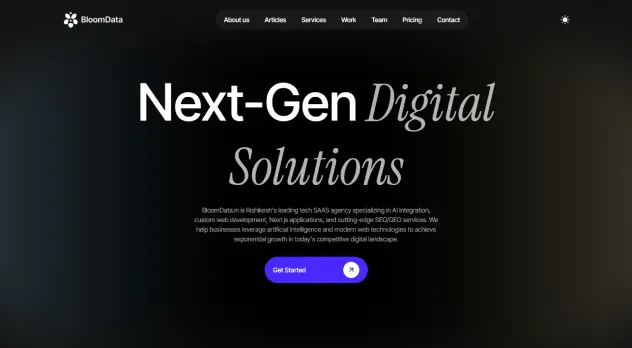 BloomData
About us
Articles
Services
Work
Team
Pricing
Contact
Next-Gen Digital
Solutions
BloomData.in is Rishikesh's leading tech SAAS agency specializing in AI integration,
custom web development, Next.js applications, and cutting-edge SEO/GEO services. We
help businesses leverage artificial intelligence and modern web technologies to achieve
exponential growth in today's competitive digital landscape.
Get Started